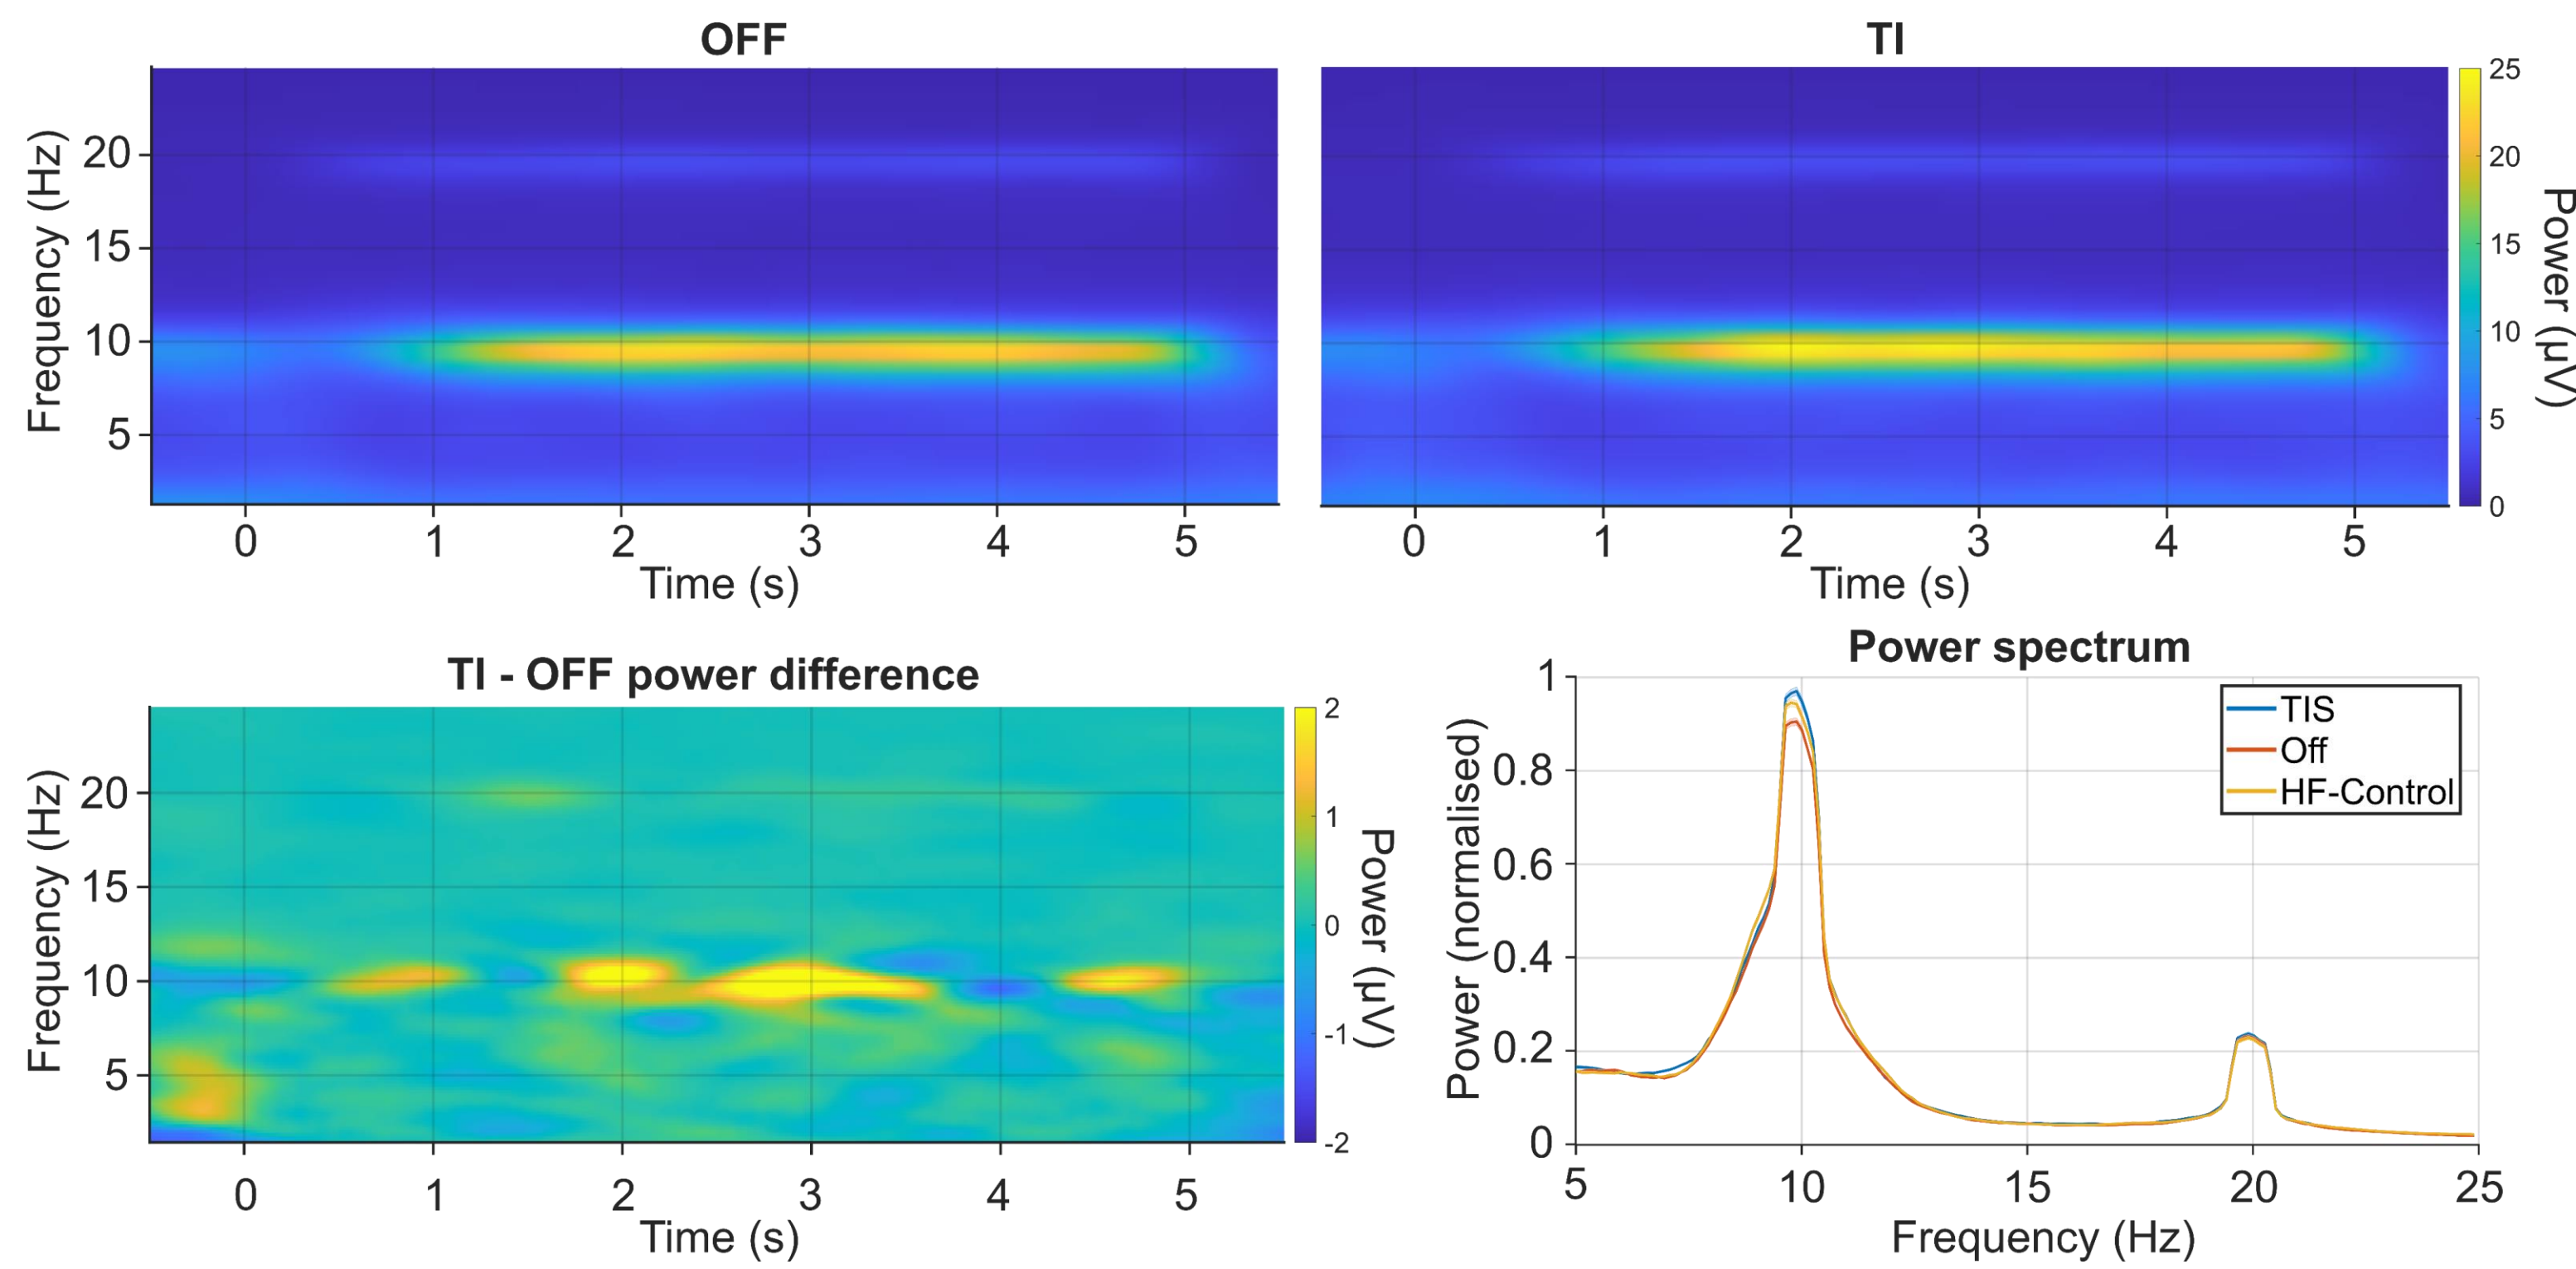 OFF
Frequency (Hz)
20
15
10
5
0 1 2 3 4 5
Time (s)
TI
0 1 2 3 4 5
Time (s)
25
20
15
10
5
0
Power (µV)
TI - OFF power difference
Frequency (Hz)
20
15
10
5
0 1 2 3 4 5
Time (s)
2
1
0
-1
-2
Power (µV)
Power spectrum
Power (normalised)
1
0.8
0.6
0.4
0.2
0
5 10 15 20 25
Frequency (Hz)
TIS
Off
HF-Control